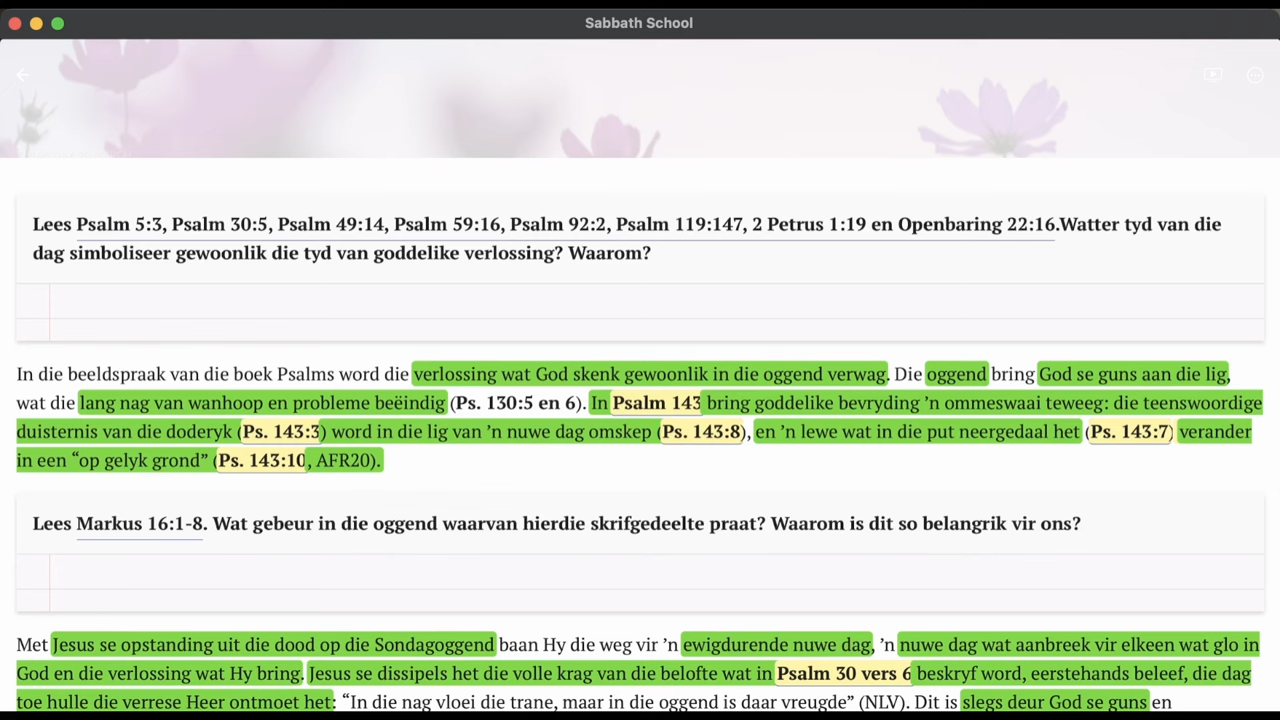 Sabbath School
Lees Psalm 5:3, Psalm 30:5, Psalm 49:14, Psalm 59:16, Psalm 92:2, Psalm 119:147, 2 Petrus 1:19 en Openbaring 22:16.Watter tyd van die
dag simboliseer gewoonlik die tyd van goddelike verlossing? Waarom?
In die beeldspraak van die boek Psalms word die verlossing wat God skenk gewoonlik in die oggend verwag. Die oggend bring God se guns aan die lig,
wat die lang nag van wanhoop en probleme beëindig (Ps. 130:5 en 6). In Psalm 143 bring goddelike bevryding ’n ommeswaai teweeg: die teenswoordige
duisternis van die doderyk (Ps. 143:3) word in die lig van ’n nuwe dag omskep (Ps. 143:8), en ’n lewe wat in die put neergedaal het (Ps. 143:7) verander
in een “op gelyk grond” (Ps. 143:10, AFR20).
Lees Markus 16:1-8. Wat gebeur in die oggend waarvan hierdie skrifgedeelte praat? Waarom is dit so belangrik vir ons?
Met Jesus se opstanding uit die dood op die Sondagoggend baan Hy die weg vir ’n ewigdurende nuwe dag, ’n nuwe dag wat aanbreek vir elkeen wat glo in
God en die verlossing wat Hy bring. Jesus se dissipels het die volle krag van die belofte wat in Psalm 30 vers 6 beskryf word, eerstehands beleef, die dag
toe hulle die verrese Heer ontmoet het: “In die nag vloei die trane, maar in die oggend is daar vreugde” (NLV). Dit is slegs deur God se guns en